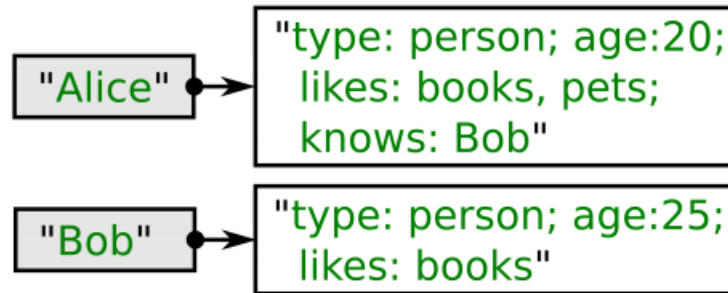 "Alice"
"type: person; age:20;
likes: books, pets;
knows: Bob"
"Bob"
"type: person; age:25;
likes: books"